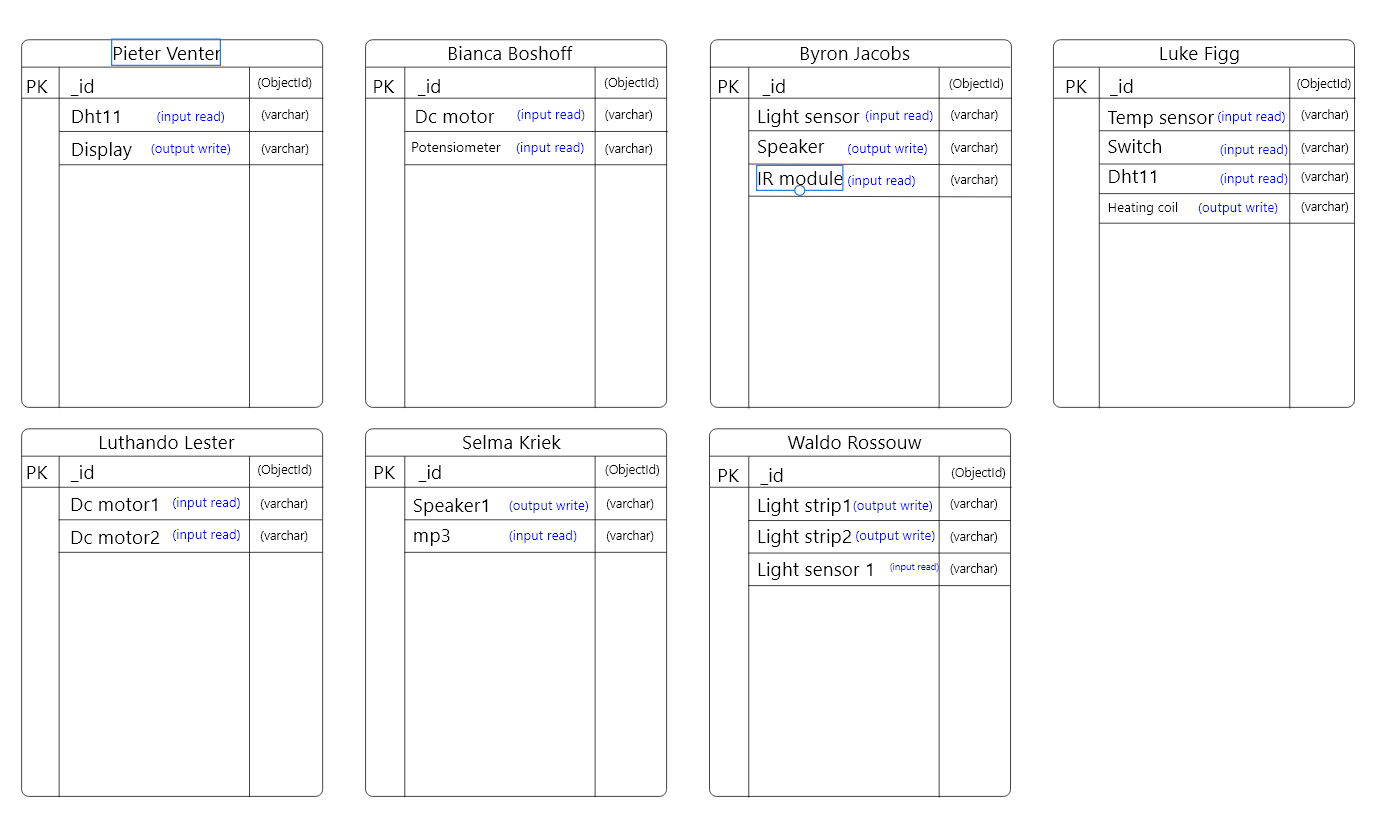 Pieter Venter
PK _id (ObjectId)
Dht11 (input read) (varchar)
Display (output write) (varchar)
Bianca Boshoff
PK _id (ObjectId)
Dc motor (input read) (varchar)
Potensiometer (input read) (varchar)
Byron Jacobs
PK _id (ObjectId)
Light sensor (input read) (varchar)
Speaker (output write) (varchar)
IR module (input read) (varchar)
Luke Figg
PK _id (ObjectId)
Temp sensor (input read) (varchar)
Switch (input read) (varchar)
Dht11 (input read) (varchar)
Heating coil (output write) (varchar)
Luthando Lester
PK _id (ObjectId)
Dc motor1 (input read) (varchar)
Dc motor2 (input read) (varchar)
Selma Kriek
PK _id (ObjectId)
Speaker1 (output write) (varchar)
mp3 (input read) (varchar)
Waldo Rossouw
PK _id (ObjectId)
Light strip1 (output write) (varchar)
Light strip2 (output write) (varchar)
Light sensor 1 (input read) (varchar)